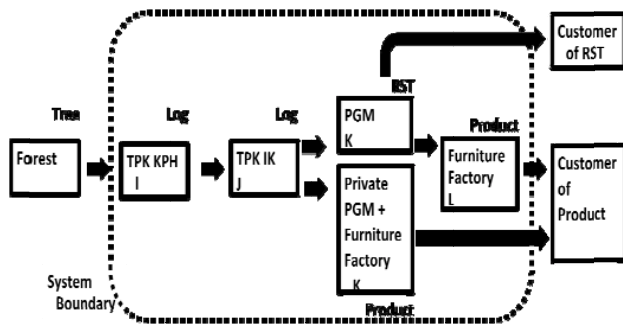 Customer
of RST
Tree
Log
Log
RST
Product
Forest
TPK KPH
I
TPK IK
J
PGM
K
Furniture
Factory
L
Customer
of
Product
Private
PGM +
Furniture
Factory
K
Product
System
Boundary